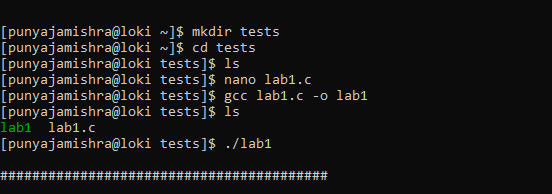 [punyajamishra@loki ~]$ mkdir tests
[punyajamishra@loki ~]$ cd tests
[punyajamishra@loki tests]$ ls
[punyajamishra@loki tests]$ nano lab1.c
[punyajamishra@loki tests]$ gcc lab1.c -o lab1
[punyajamishra@loki tests]$ ls
lab1  lab1.c
[punyajamishra@loki tests]$ ./lab1
#########################################